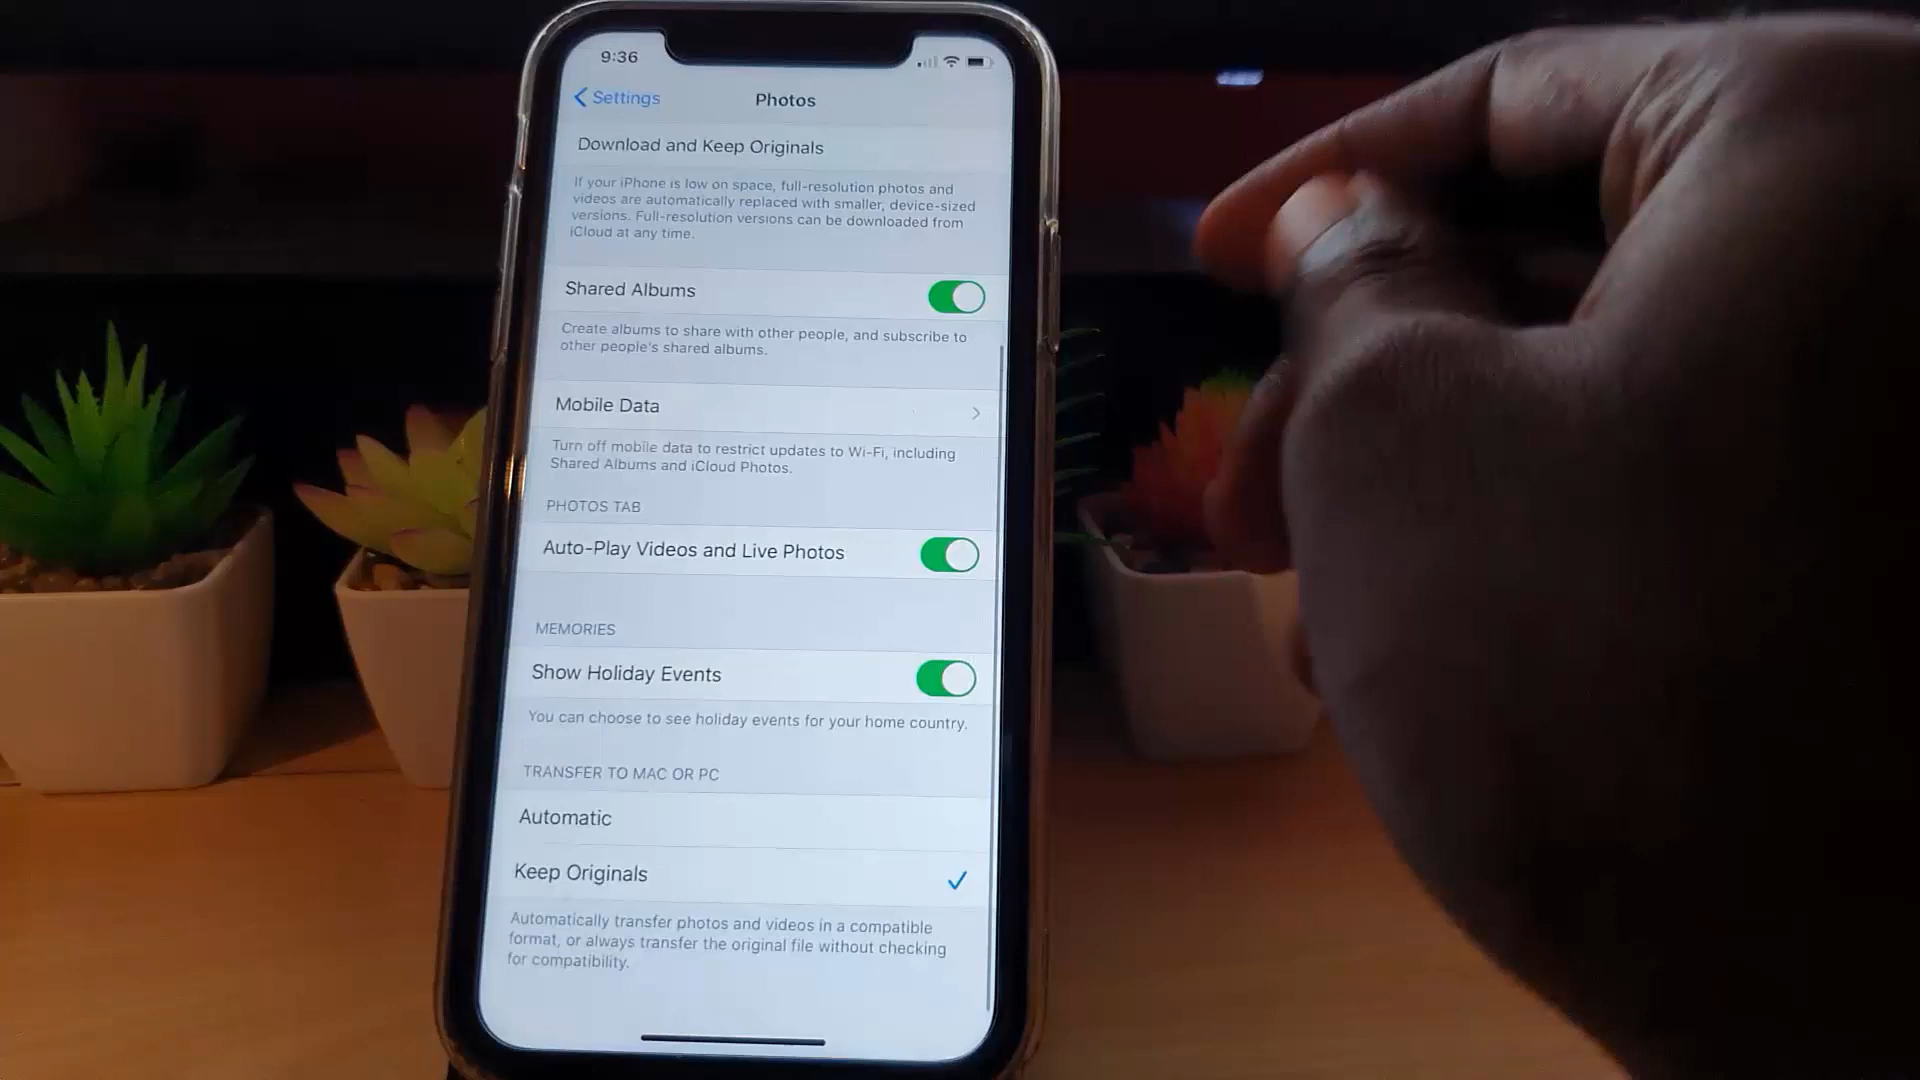 9:36
Settings
Photos
Download and Keep Originals
If your iPhone is low on space, full-resolution photos and
videos are automatically replaced with smaller, device-sized
versions. Full-resolution versions can be downloaded from
iCloud at any time.
Shared Albums
Create albums to share with other people, and subscribe to
other people's shared albums.
Mobile Data
Turn off mobile data to restrict updates to Wi-Fi, including
Shared Albums and iCloud Photos.
PHOTOS TAB
Auto-Play Videos and Live Photos
MEMORIES
Show Holiday Events
You can choose to see holiday events for your home country.
TRANSFER TO MAC OR PC
Automatic
Keep Originals
Automatically transfer photos and videos in a compatible
format, or always transfer the original file without checking
for compatibility.